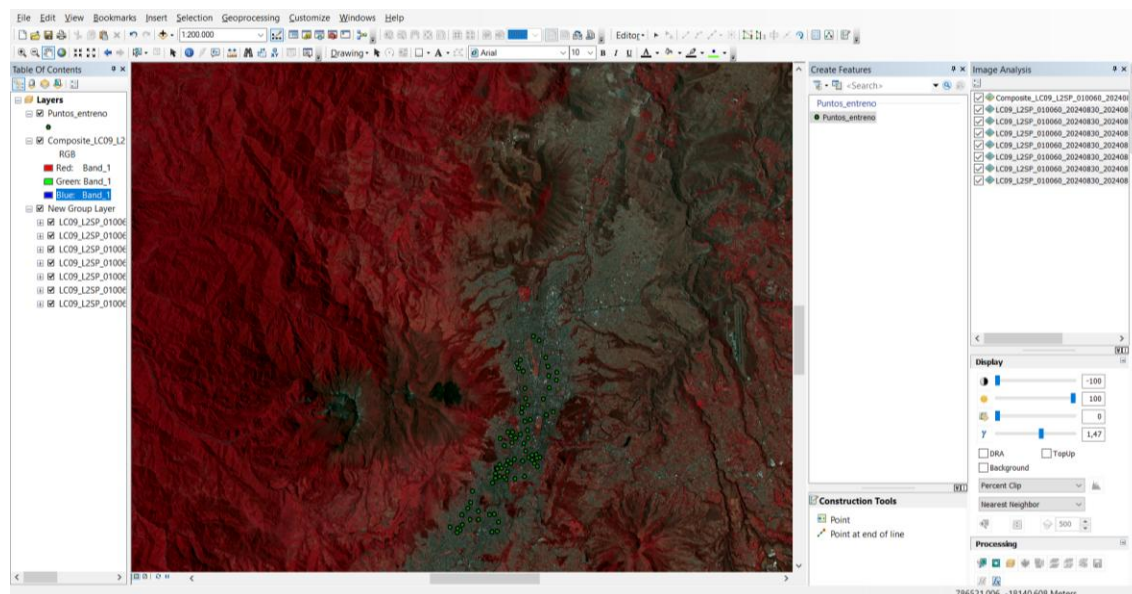 File Edit View Bookmarks Insert Selection Geoprocessing Customize Windows Help
1:200.000 Editor
Drawing Arial 10 B I U A
Table Of Contents
Layers
Puntos_entreno
Composite_LC09_L2
RGB
Red: Band_1
Green: Band_1
Blue: Band_1
New Group Layer
LC09_L2SP_01006
LC09_L2SP_01006
LC09_L2SP_01006
LC09_L2SP_01006
LC09_L2SP_01006
LC09_L2SP_01006
LC09_L2SP_01006
Create Features
<Search>
Puntos_entreno
Puntos_entreno
Construction Tools
Point
Point at end of line
Image Analysis
Composite_LC09_L2SP_010060_20240
LC09_L2SP_010060_20240830_202408
LC09_L2SP_010060_20240830_202408
LC09_L2SP_010060_20240830_202408
LC09_L2SP_010060_20240830_202408
LC09_L2SP_010060_20240830_202408
LC09_L2SP_010060_20240830_202408
LC09_L2SP_010060_20240830_202408
Display
-100
100
0
γ 1,47
DRA TopUp
Background
Percent Clip
Nearest Neighbor
500
Processing
786521,006 -18140,608 Meters